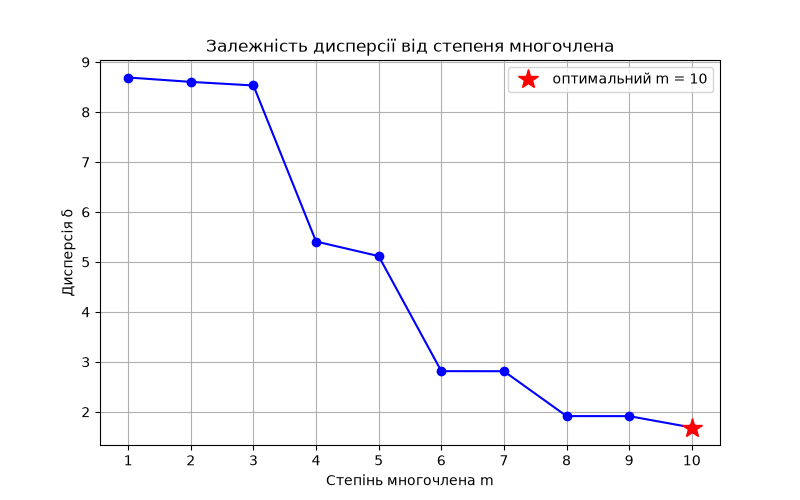 Залежність дисперсії від степеня многочлена
оптимальний m = 10
Дисперсія δ
9
8
7
6
5
4
3
2
1 2 3 4 5 6 7 8 9 10
Степінь многочлена m